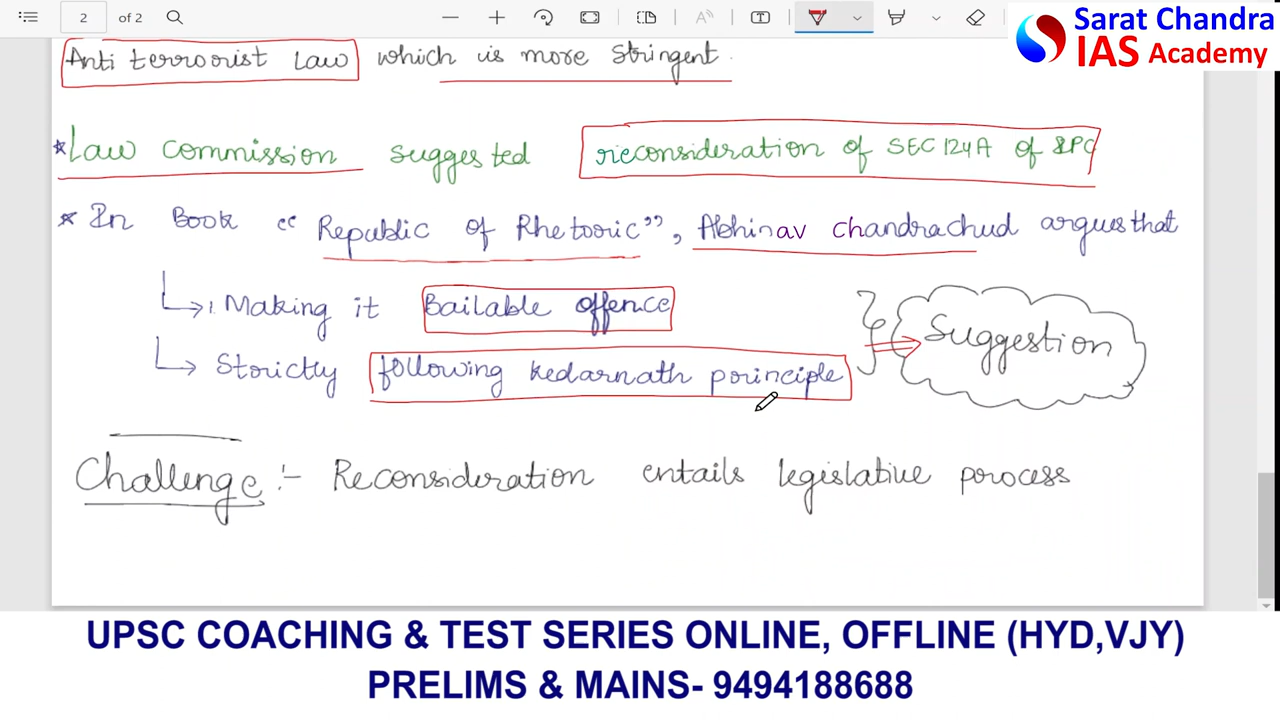 2 of 2
Sarat Chandra
IAS Academy
Anti terrorist Law which is more stringent.
*Law commission suggested reconsideration of SEC 124A of IPC
* In Book "Republic of Rhetoric", Abhinav Chandrachud argues that
1. Making it Bailable offence
Strictly following kedarnath principle
Suggestion
Challenge :- Reconsideration entails legislative process
UPSC COACHING & TEST SERIES ONLINE, OFFLINE (HYD,VJY)
PRELIMS & MAINS- 9494188688